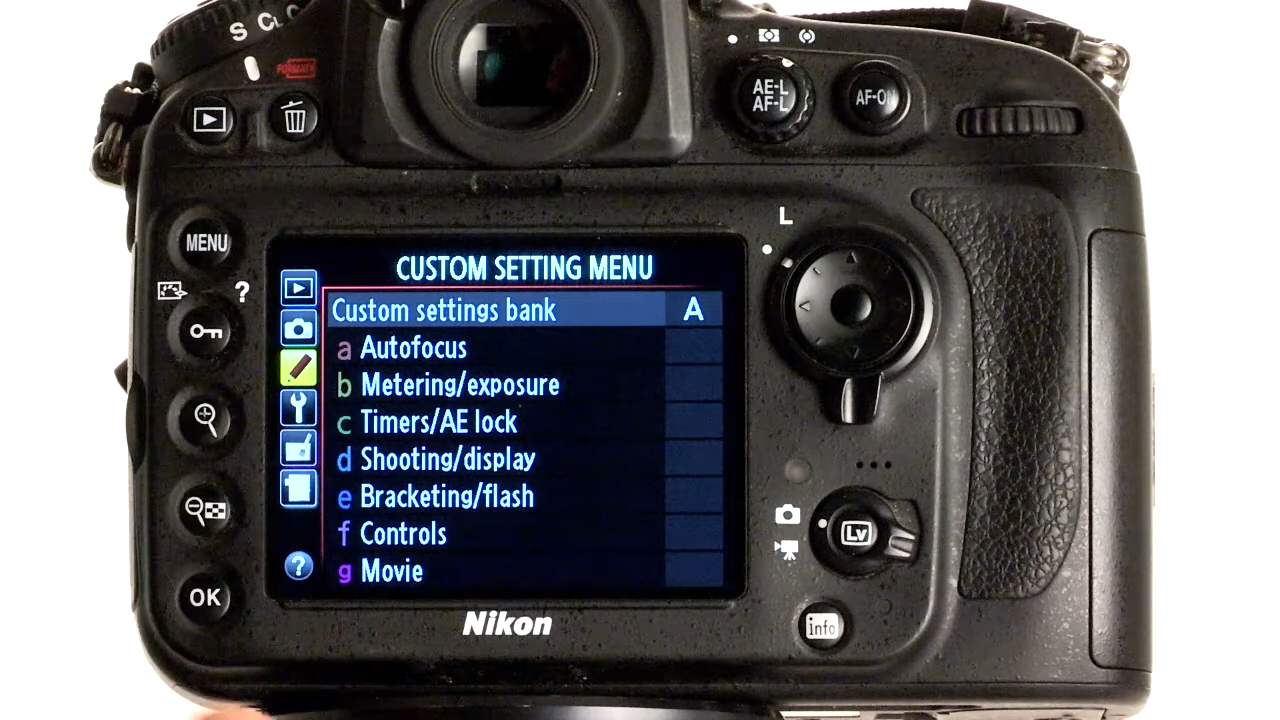 S CL C
FORMAT
AE-L
AF-L
AF-ON
MENU
L
?
CUSTOM SETTING MENU
Custom settings bank A
a Autofocus
b Metering/exposure
c Timers/AE lock
d Shooting/display
e Bracketing/flash
f Controls
g Movie
?
Lv
OK
Nikon
info